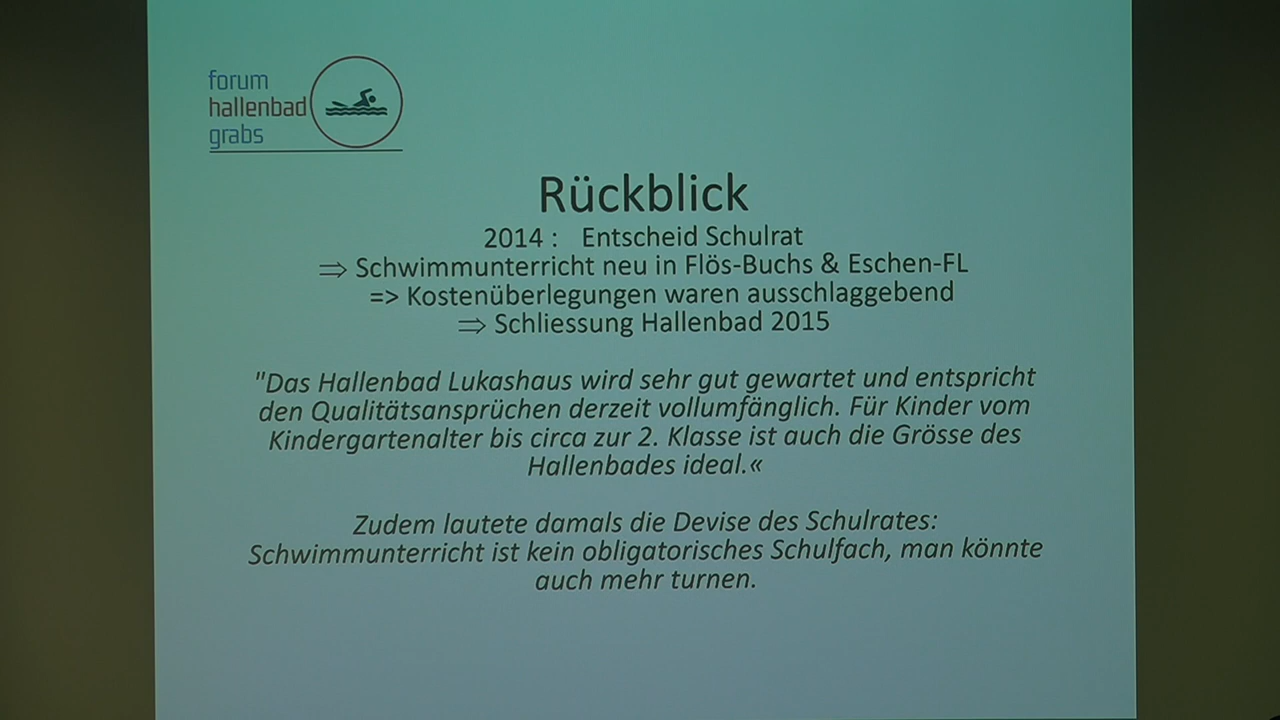 forum
hallenbad
grabs
Rückblick
2014 : Entscheid Schulrat
⇒ Schwimmunterricht neu in Flös-Buchs & Eschen-FL
=> Kostenüberlegungen waren ausschlaggebend
⇒ Schliessung Hallenbad 2015
"Das Hallenbad Lukashaus wird sehr gut gewartet und entspricht
den Qualitätsansprüchen derzeit vollumfänglich. Für Kinder vom
Kindergartenalter bis circa zur 2. Klasse ist auch die Grösse des
Hallenbades ideal.«
Zudem lautete damals die Devise des Schulrates:
Schwimmunterricht ist kein obligatorisches Schulfach, man könnte
auch mehr turnen.